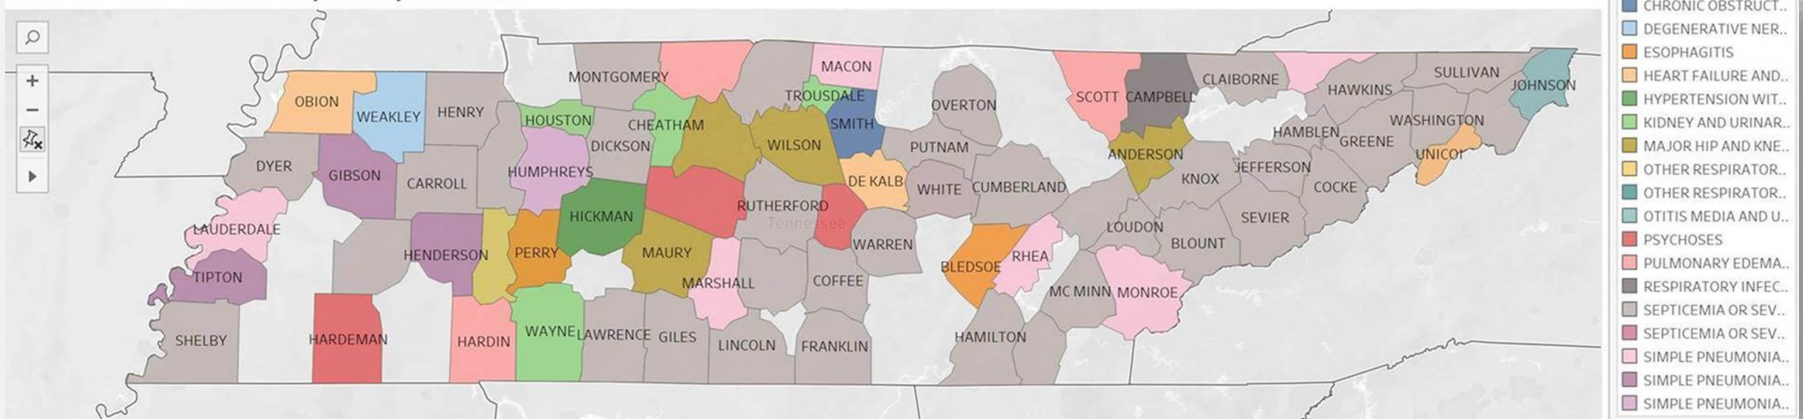 CHRONIC OBSTRUCT..
DEGENERATIVE NER..
ESOPHAGITIS
HEART FAILURE AND..
HYPERTENSION WIT..
KIDNEY AND URINAR..
MAJOR HIP AND KNE..
OTHER RESPIRATOR..
OTHER RESPIRATOR..
OTITIS MEDIA AND U..
PSYCHOSES
PULMONARY EDEMA..
RESPIRATORY INFEC..
SEPTICEMIA OR SEV..
SEPTICEMIA OR SEV..
SIMPLE PNEUMONIA..
SIMPLE PNEUMONIA..
SIMPLE PNEUMONIA..
MONTGOMERY
MACON
SCOTT
CAMPBELL
CLAIBORNE
SULLIVAN
HAWKINS
JOHNSON
OBION
WEAKLEY
HENRY
HOUSTON
CHEATHAM
TROUSDALE
SMITH
OVERTON
WASHINGTON
HAMBLEN
GREENE
DICKSON
WILSON
PUTNAM
ANDERSON
UNICOI
DYER
GIBSON
CARROLL
HUMPHREYS
DE KALB
WHITE
CUMBERLAND
KNOX
JEFFERSON
COCKE
LAUDERDALE
HICKMAN
RUTHERFORD
Tennessee
WARREN
LOUDON
BLOUNT
SEVIER
HENDERSON
PERRY
MAURY
BLEDSOE
RHEA
TIPTON
MARSHALL
COFFEE
MC MINN
MONROE
SHELBY
HARDEMAN
HARDIN
WAYNE
LAWRENCE
GILES
LINCOLN
FRANKLIN
HAMILTON